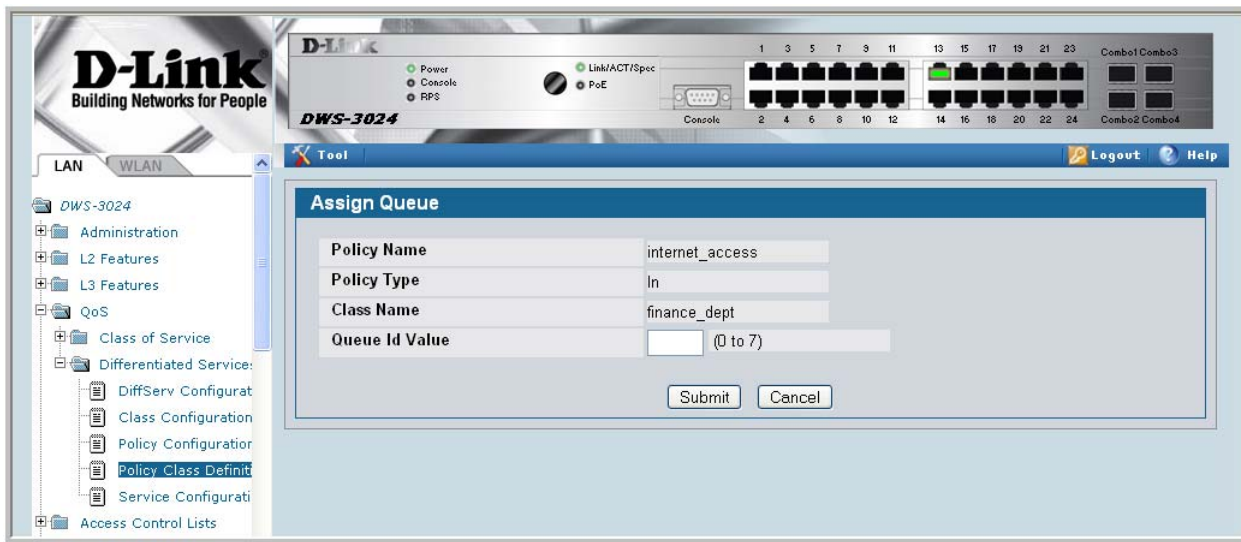 D-Link
Building Networks for People
D-Link
Power
Console
RPS
Link/ACT/Spec
PoE
DWS-3024
Console
1 3 5 7 9 11 13 15 17 19 21 23
2 4 6 8 10 12 14 16 18 20 22 24
Combo1 Combo3
Combo2 Combo4
LAN
WLAN
Tool
Logout
Help
DWS-3024
Administration
L2 Features
L3 Features
QoS
Class of Service
Differentiated Services
DiffServ Configurat
Class Configuration
Policy Configuration
Policy Class Definiti
Service Configurati
Access Control Lists
Assign Queue
Policy Name internet_access
Policy Type In
Class Name finance_dept
Queue Id Value (0 to 7)
Submit Cancel